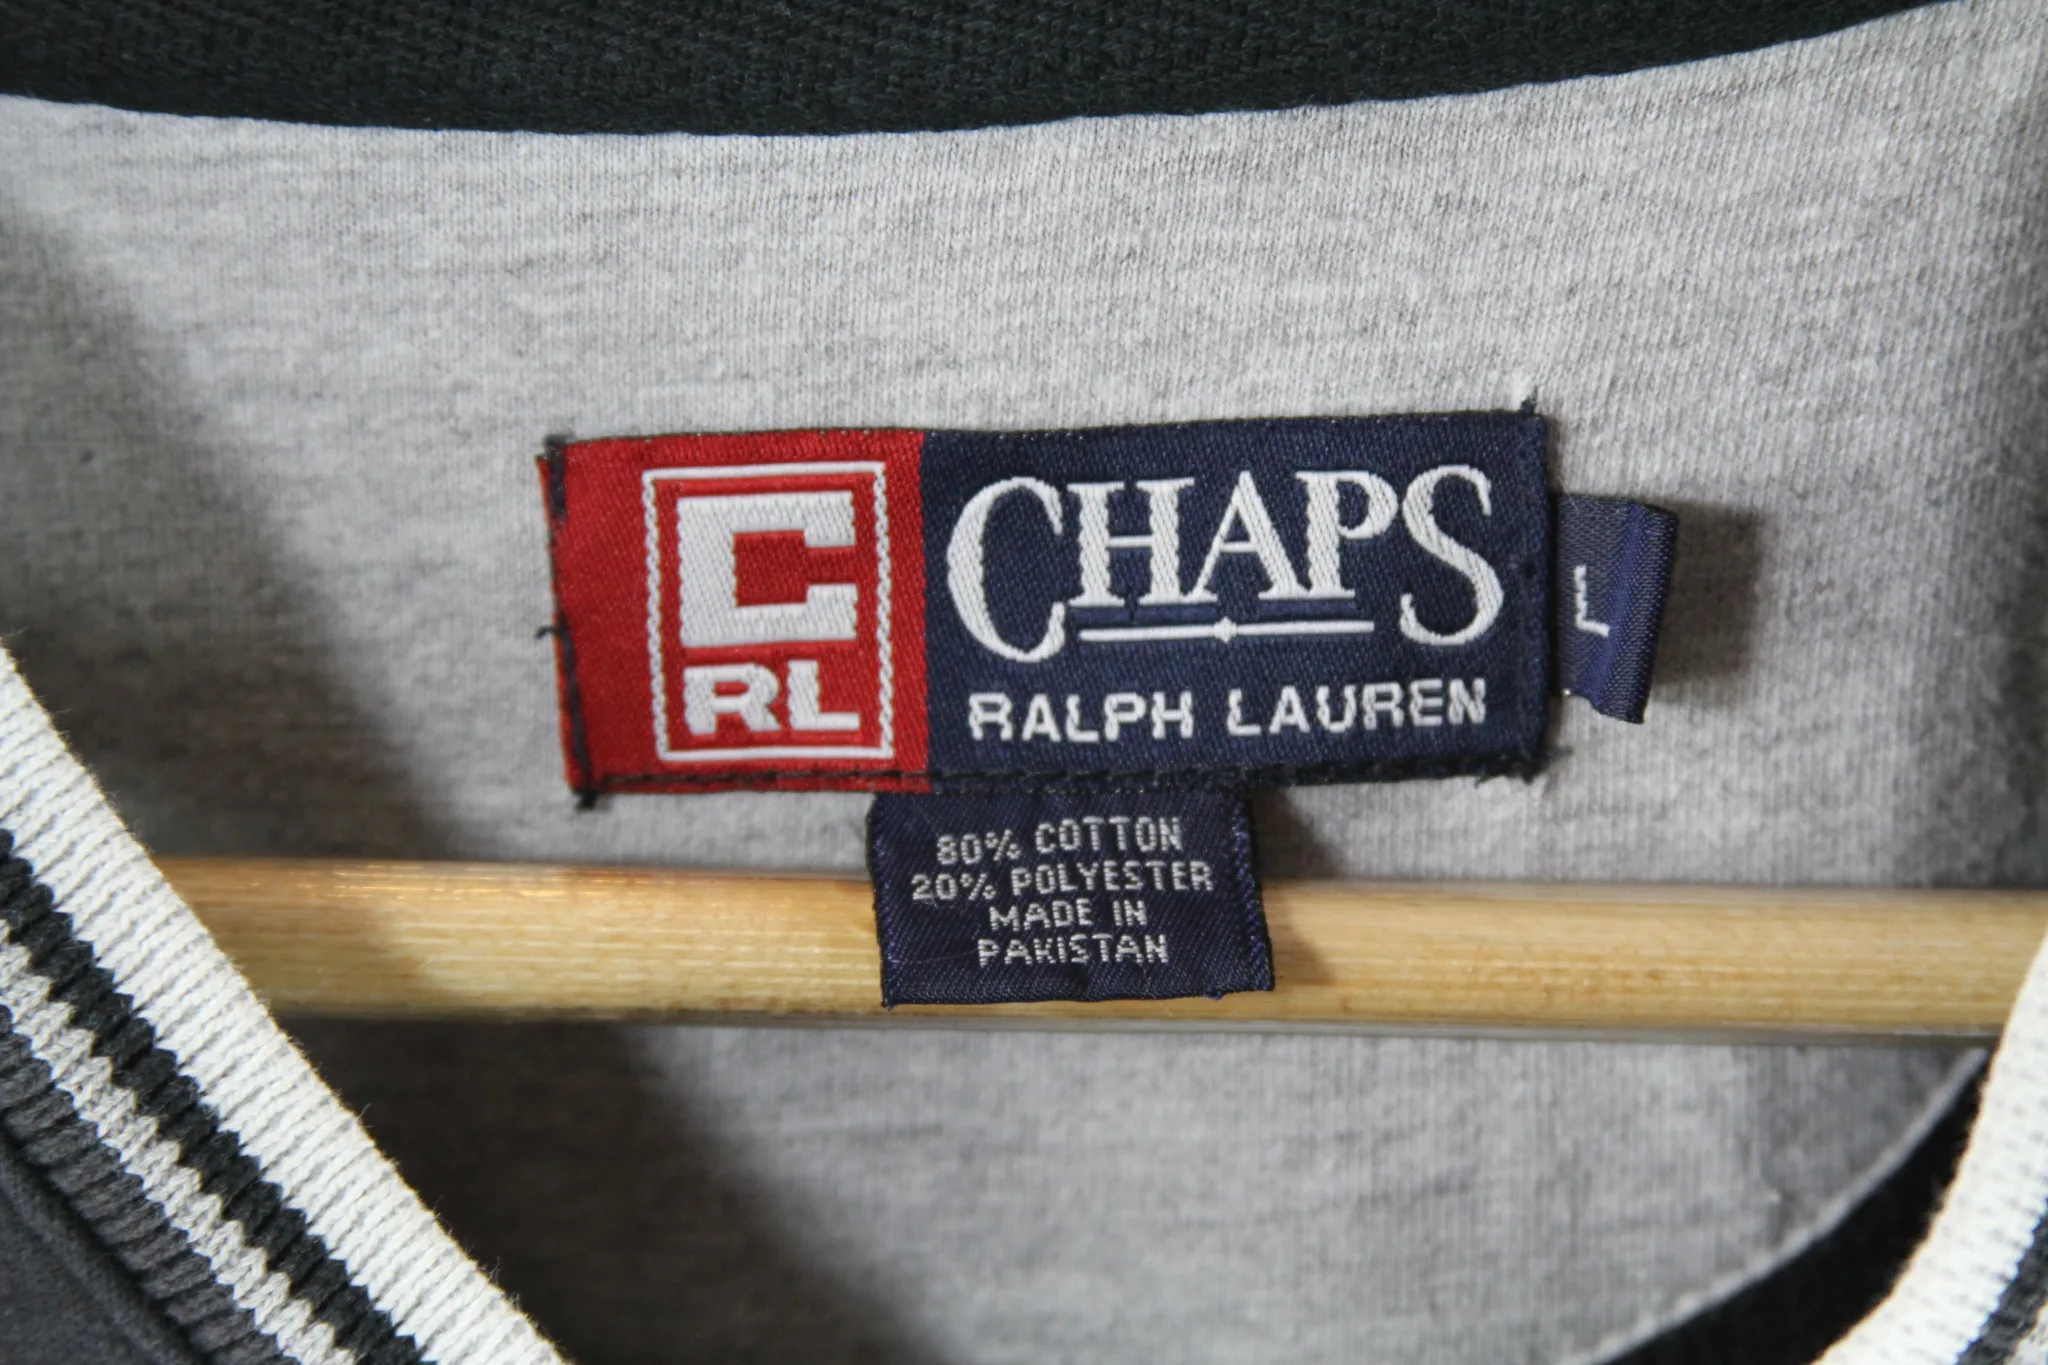 C
RL
CHAPS
RALPH LAUREN
L
80% COTTON
20% POLYESTER
MADE IN
PAKISTAN